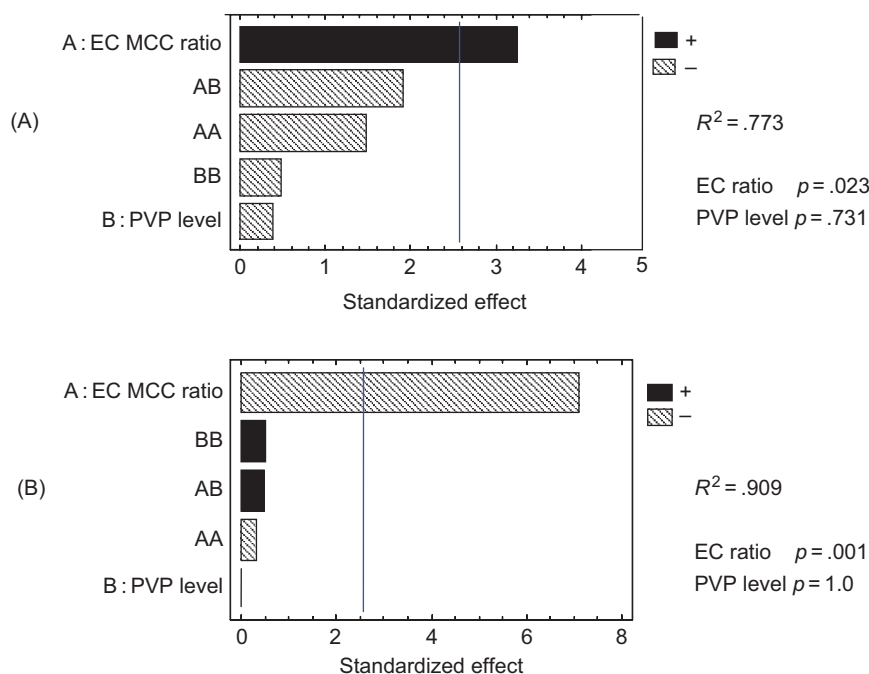 A : EC MCC ratio
+
AB
–
(A)
AA
R² = .773
BB
EC ratio p = .023
B : PVP level
PVP level p = .731
0 1 2 3 4 5
Standardized effect
A : EC MCC ratio
+
–
BB
(B)
AB
R² = .909
AA
EC ratio p = .001
B : PVP level
PVP level p = 1.0
0 2 4 6 8
Standardized effect